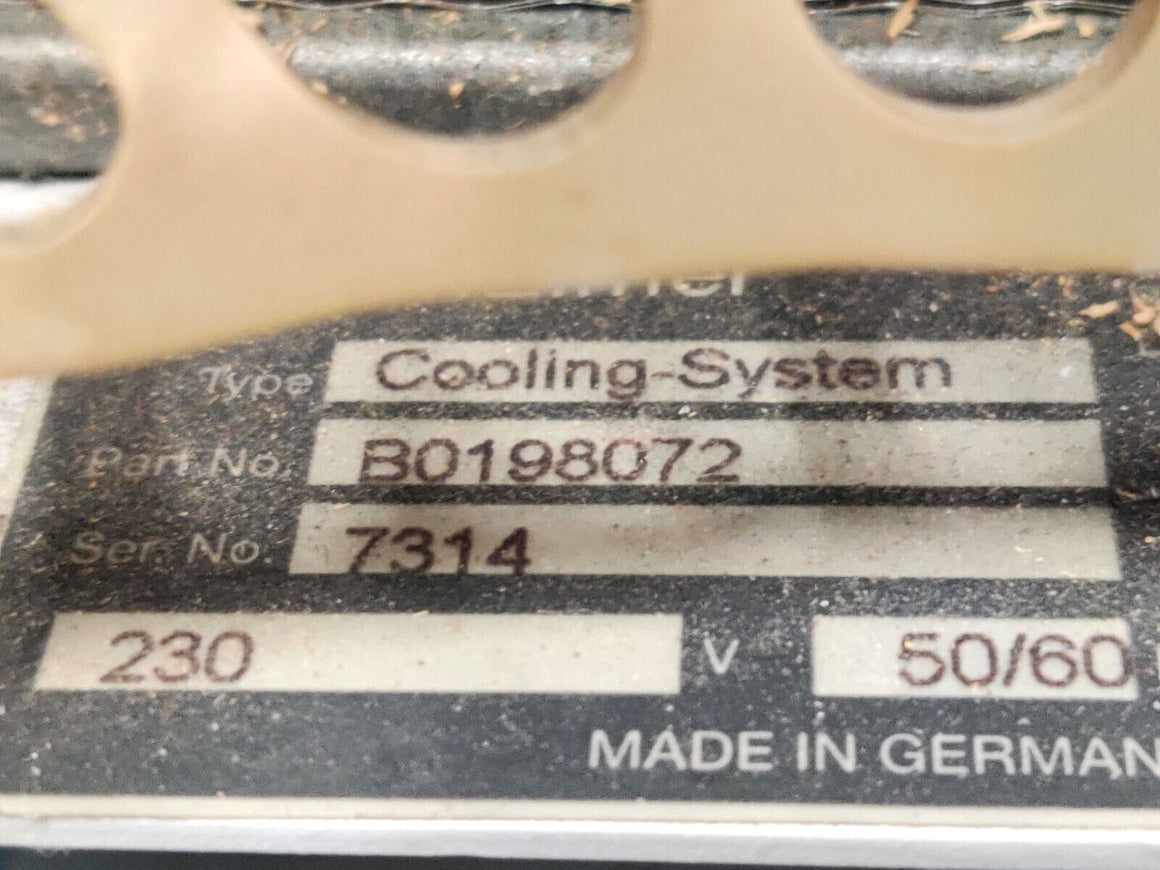 Type Cooling-System
Part No. B0198072
Ser. No. 7314
230 V 50/60
MADE IN GERMAN